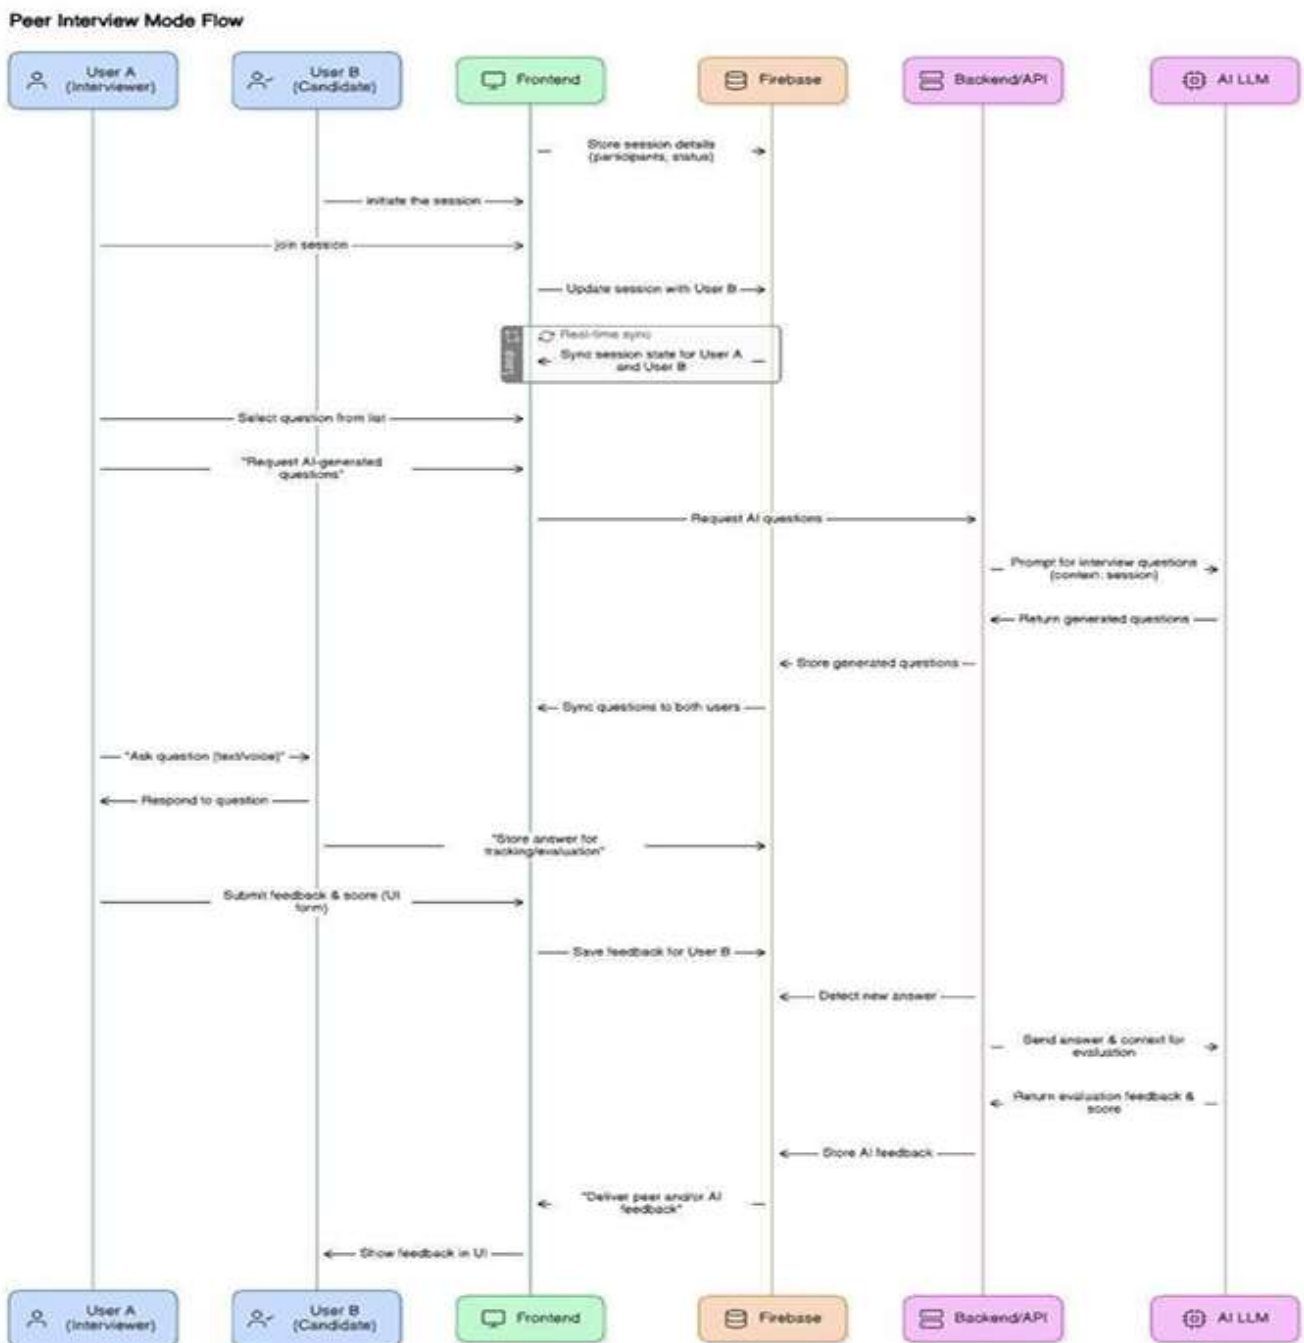 Peer Interview Mode Flow
User A
(Interviewer)
User B
(Candidate)
Frontend
Firebase
Backend/API
AI LLM
Store session details
(participants, status)
initiate the session
join session
Update session with User B
Loop
Real-time sync
Sync session state for User A
and User B
Select question from list
"Request AI-generated
questions"
Request AI questions
Prompt for interview questions
(context: session)
Return generated questions
Store generated questions
Sync questions to both users
"Ask question (text/voice)"
Respond to question
"Store answer for
tracking/evaluation"
Submit feedback & score (UI
form)
Save feedback for User B
Detect new answer
Send answer & context for
evaluation
Return evaluation feedback &
score
Store AI feedback
"Deliver peer and/or AI
feedback"
Show feedback in UI
User A
(Interviewer)
User B
(Candidate)
Frontend
Firebase
Backend/API
AI LLM